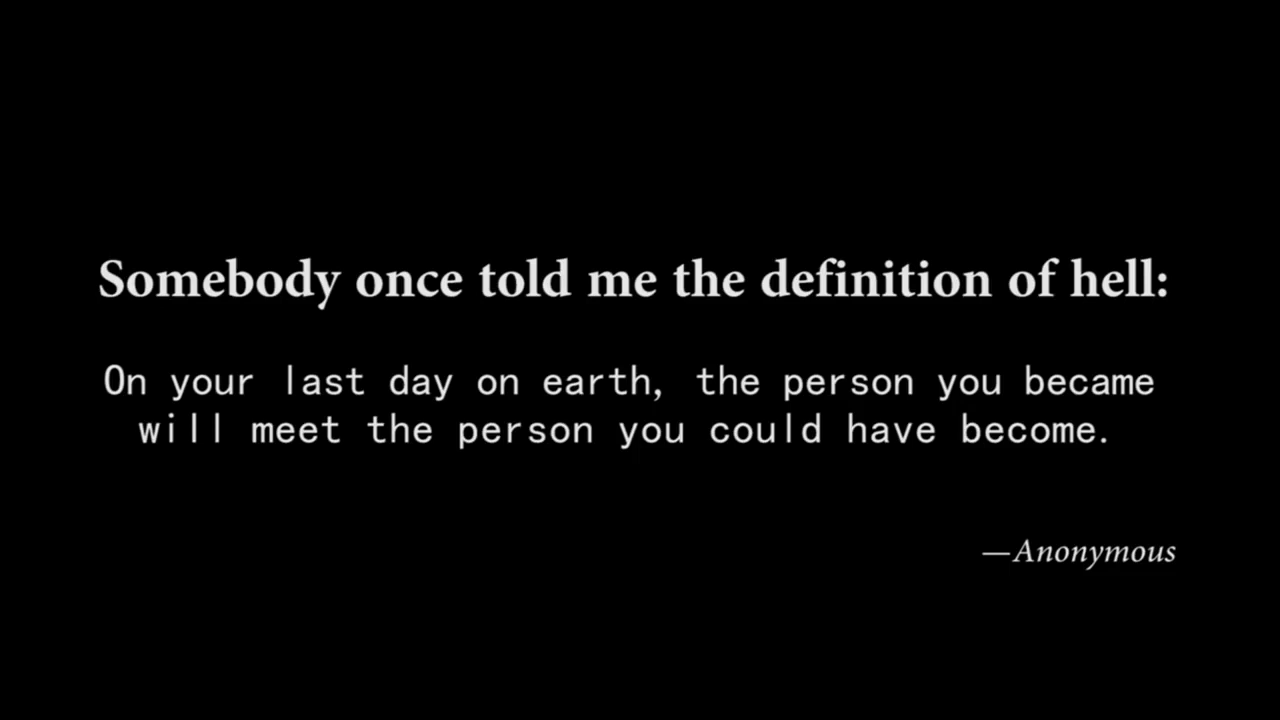 Somebody once told me the definition of hell:
On your last day on earth, the person you became
will meet the person you could have become.
—Anonymous